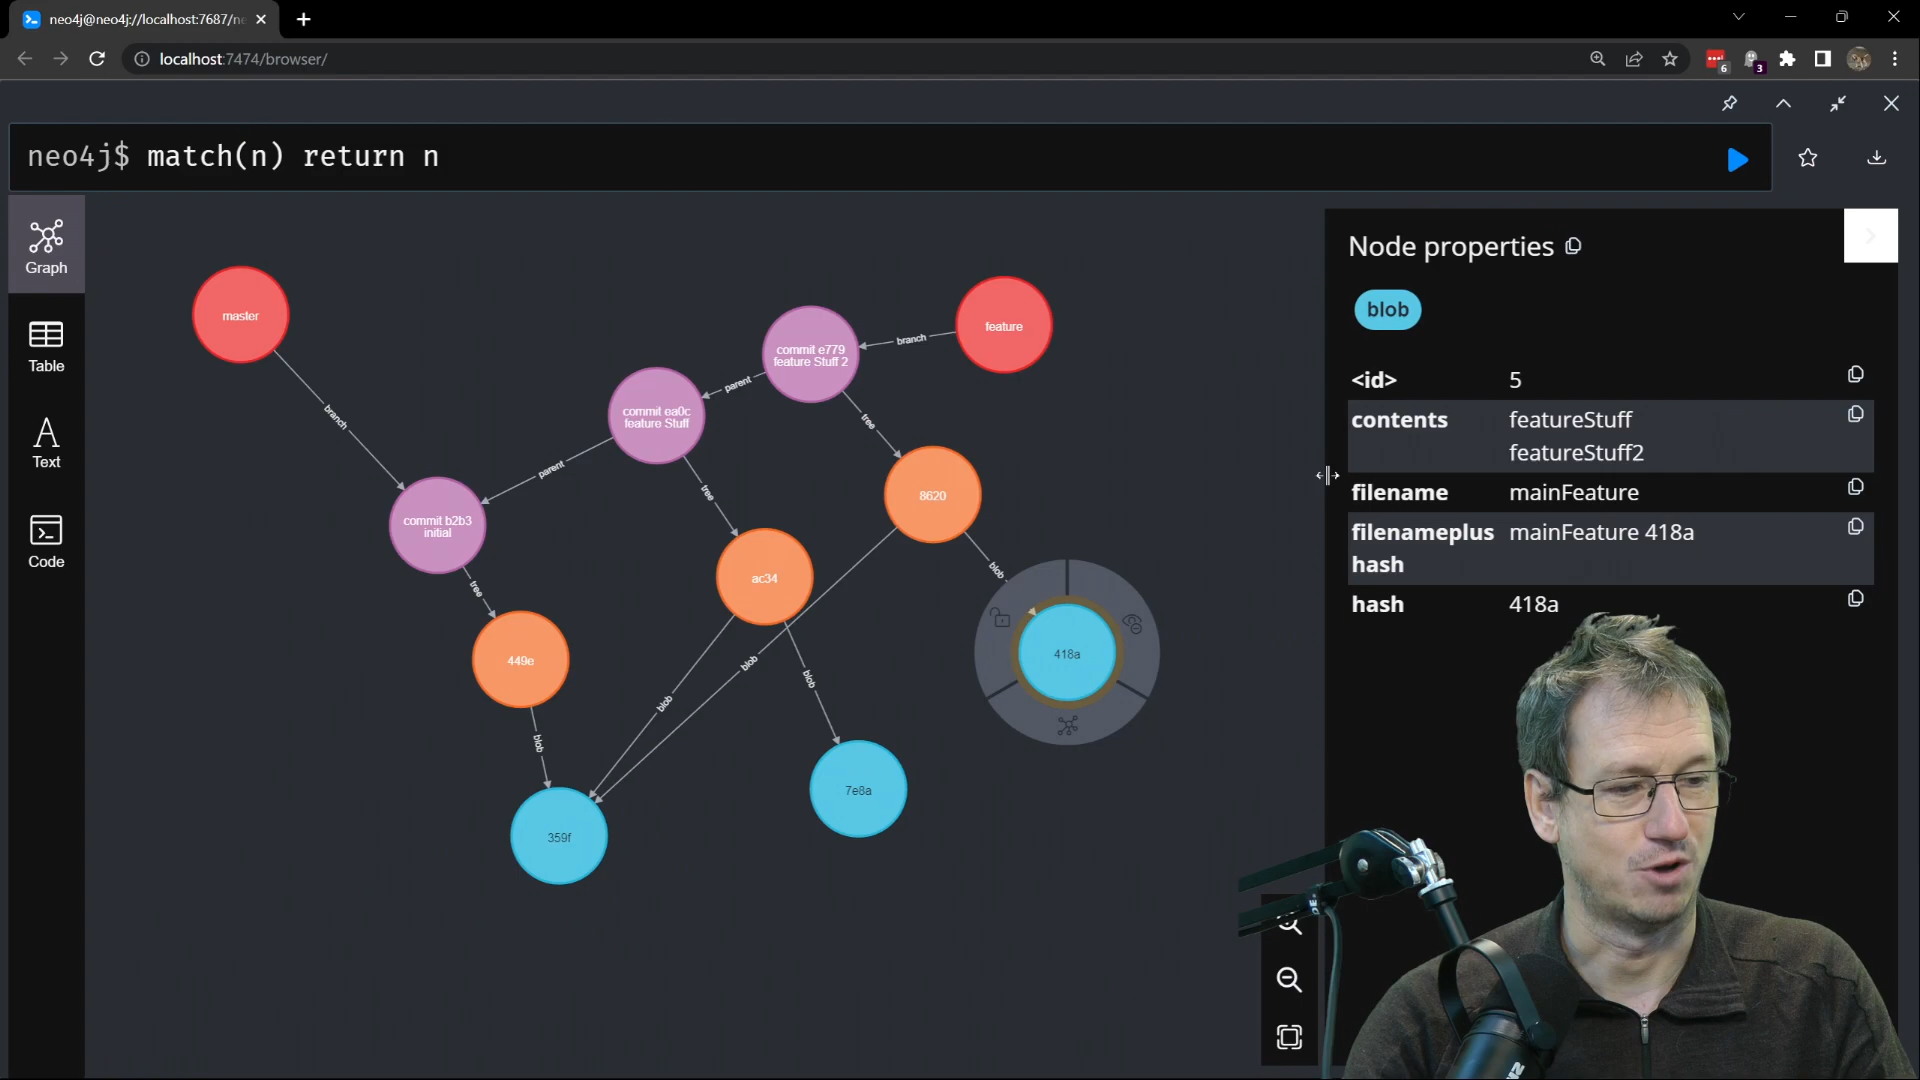 neo4j@neo4j://localhost:7687/ne
localhost:7474/browser/
6
3
neo4j$ match(n) return n
Graph
Table
Text
Code
master
feature
commit e779
feature Stuff 2
branch
parent
commit ea0c
feature Stuff
branch
tree
parent
tree
8620
commit b2b3
initial
ac34
blob
tree
449e
418a
blob
blob
blob
blob
7e8a
359f
Node properties
blob
<id> 5
contents featureStuff
featureStuff2
filename mainFeature
filenameplus mainFeature 418a
hash
hash 418a